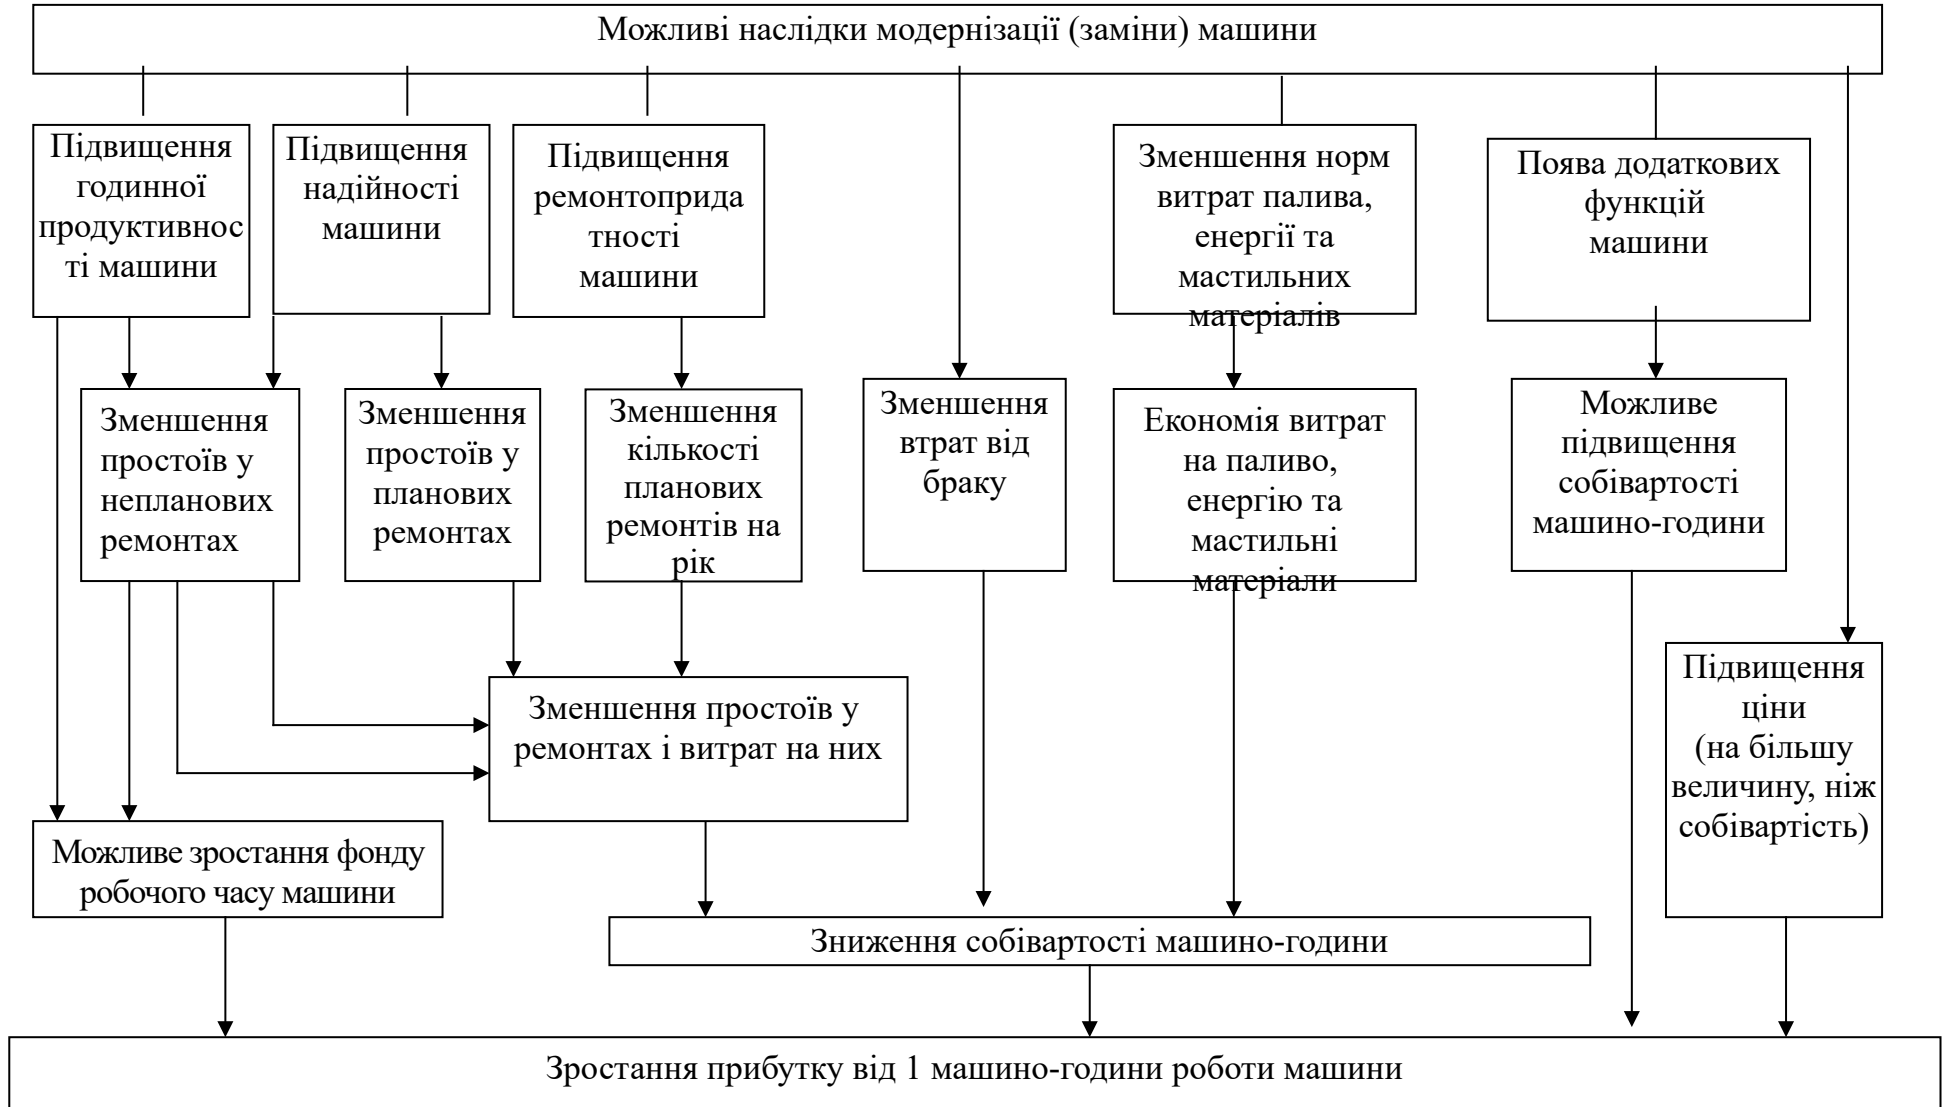 Можливі наслідки модернізації (заміни) машини
Підвищення
годинної
продуктивнос
ті машини
Підвищення
надійності
машини
Підвищення
ремонтоприда
тності
машини
Зменшення норм
витрат палива,
енергії та
мастильних
матеріалів
Поява додаткових
функцій
машини
Зменшення
простоїв у
непланових
ремонтах
Зменшення
простоїв у
планових
ремонтах
Зменшення
кількості
планових
ремонтів на
рік
Зменшення
втрат від
браку
Економія витрат
на паливо,
енергію та
мастильні
матеріали
Можливе
підвищення
собівартості
машино-години
Зменшення простоїв у
ремонтах і витрат на них
Підвищення
ціни
(на більшу
величину, ніж
собівартість)
Можливе зростання фонду
робочого часу машини
Зниження собівартості машино-години
Зростання прибутку від 1 машино-години роботи машини